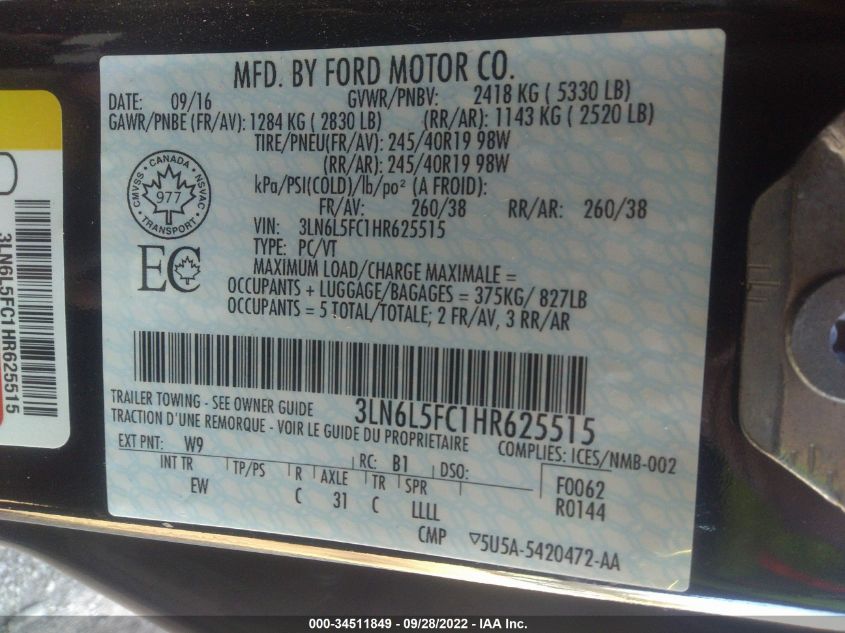 MFD. BY FORD MOTOR CO.
DATE: 09/16 GVWR/PNBV: 2418 KG ( 5330 LB)
GAWR/PNBE (FR/AV): 1284 KG ( 2830 LB) (RR/AR): 1143 KG ( 2520 LB)
TIRE/PNEU(FR/AV): 245/40R19 98W
(RR/AR): 245/40R19 98W
kPa/PSI(COLD)/lb/po² (A FROID):
FR/AV: 260/38 RR/AR: 260/38
VIN: 3LN6L5FC1HR625515
TYPE: PC/VT
MAXIMUM LOAD/CHARGE MAXIMALE =
OCCUPANTS + LUGGAGE/BAGAGES = 375KG/ 827LB
OCCUPANTS = 5 TOTAL/TOTALE; 2 FR/AV, 3 RR/AR
CMVSS • CANADA • NSVAC
977
TRANSPORT
EC
3LN6L5FC1HR625515
TRAILER TOWING - SEE OWNER GUIDE
TRACTION D'UNE REMORQUE - VOIR LE GUIDE DU PROPRIETAIRE
COMPLIES: ICES/NMB-002
EXT PNT: W9 RC: B1 DSO:
INT TR TP/PS R AXLE TR SPR
EW C 31 C LLLL
F0062
R0144
CMP ▽5U5A-5420472-AA
3LN6L5FC1HR625515
000-34511849 / 09/28/2022 - IAA Inc.